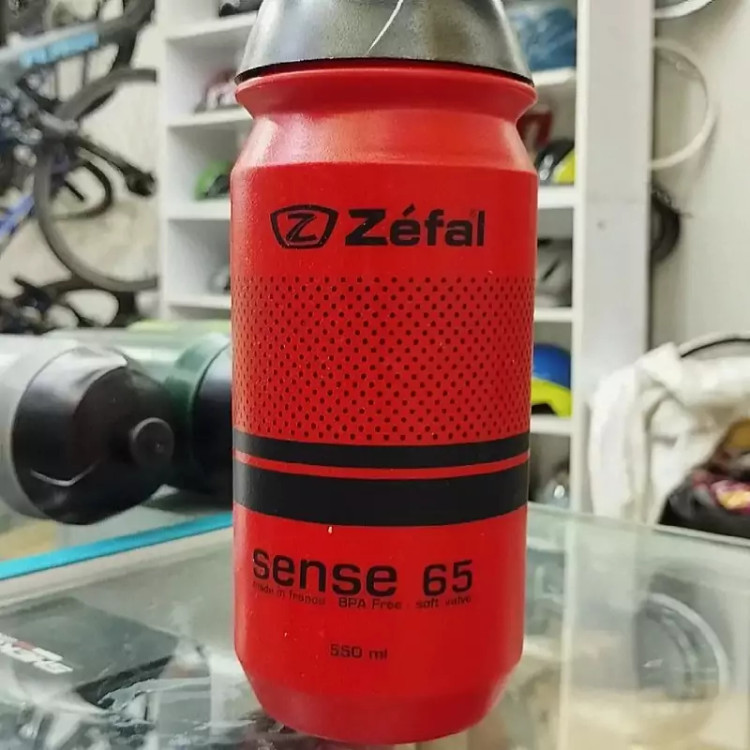 Zéfal
sense 65
made in france BPA Free soft valve
550 ml